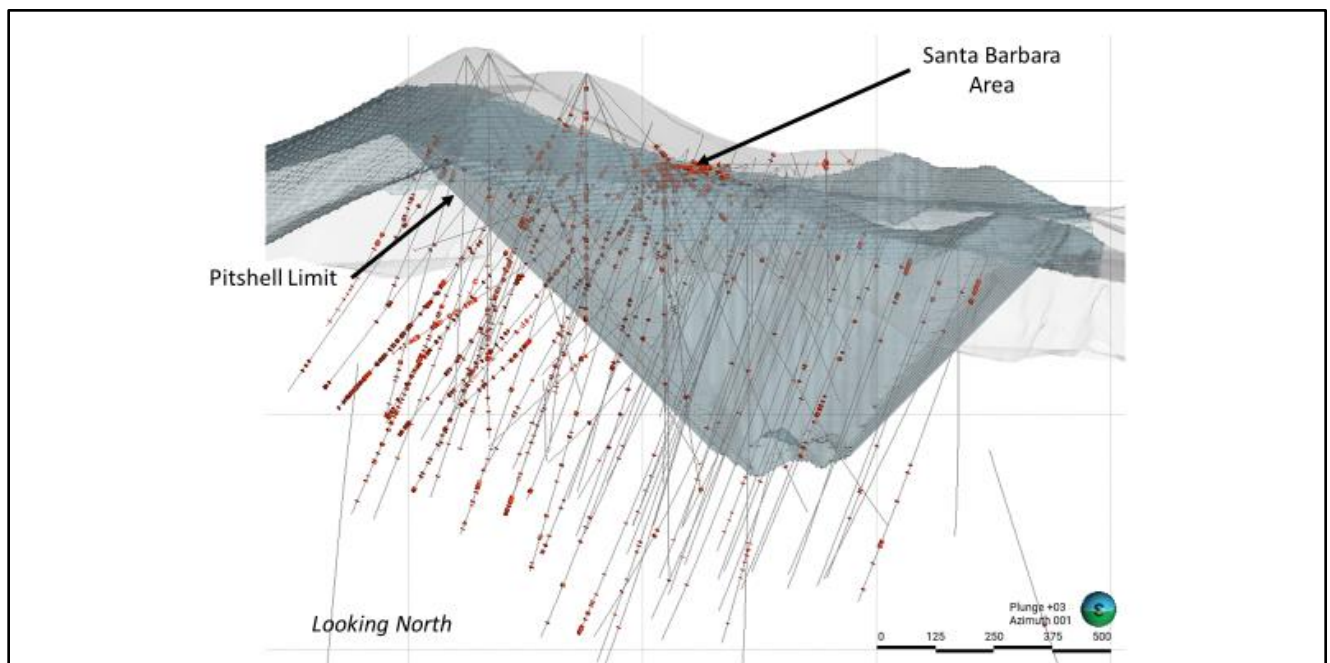 Santa Barbara
Area
Pitshell Limit
Looking North
Plunge +03
Azimuth 001
0 125 250 375 500